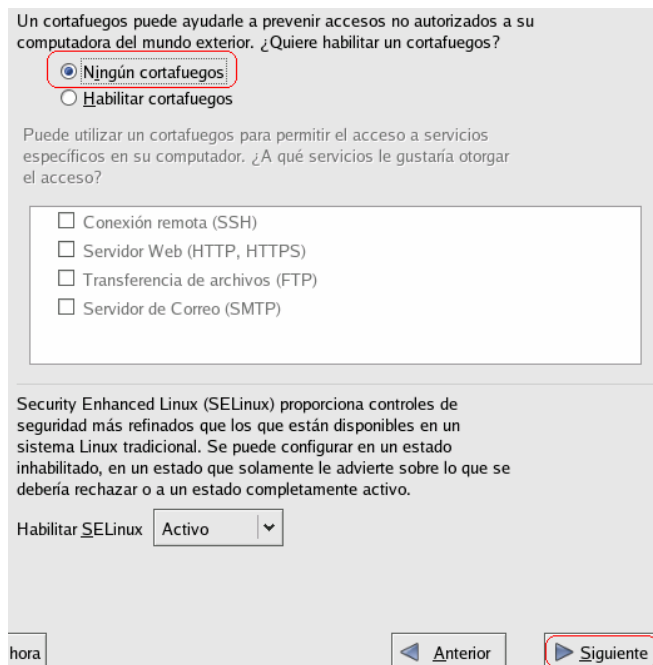 Un cortafuegos puede ayudarle a prevenir accesos no autorizados a su
computadora del mundo exterior. ¿Quiere habilitar un cortafuegos?
Ningún cortafuegos
Habilitar cortafuegos
Puede utilizar un cortafuegos para permitir el acceso a servicios
específicos en su computador. ¿A qué servicios le gustaría otorgar
el acceso?
Conexión remota (SSH)
Servidor Web (HTTP, HTTPS)
Transferencia de archivos (FTP)
Servidor de Correo (SMTP)
Security Enhanced Linux (SELinux) proporciona controles de
seguridad más refinados que los que están disponibles en un
sistema Linux tradicional. Se puede configurar en un estado
inhabilitado, en un estado que solamente le advierte sobre lo que se
debería rechazar o a un estado completamente activo.
Habilitar SELinux Activo
hora Anterior Siguiente